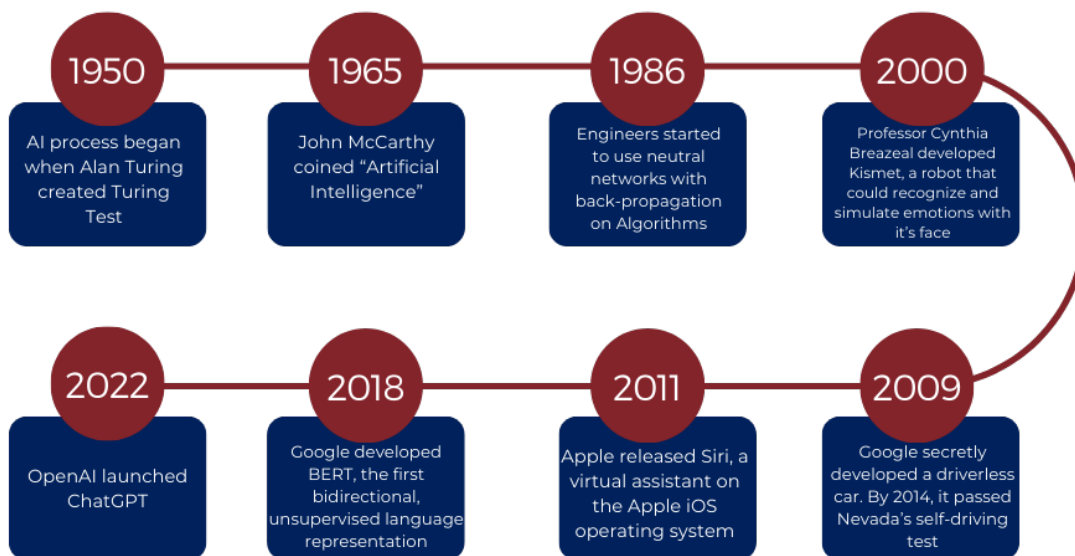 1950
AI process began
when Alan Turing
created Turing
Test
1965
John McCarthy
coined “Artificial
Intelligence”
1986
Engineers started
to use neutral
networks with
back-propagation
on Algorithms
2000
Professor Cynthia
Breazeal developed
Kismet, a robot that
could recognize and
simulate emotions with
it’s face
2009
Google secretly
developed a driverless
car. By 2014, it passed
Nevada’s self-driving
test
2011
Apple released Siri, a
virtual assistant on
the Apple iOS
operating system
2018
Google developed
BERT, the first
bidirectional,
unsupervised language
representation
2022
OpenAI launched
ChatGPT